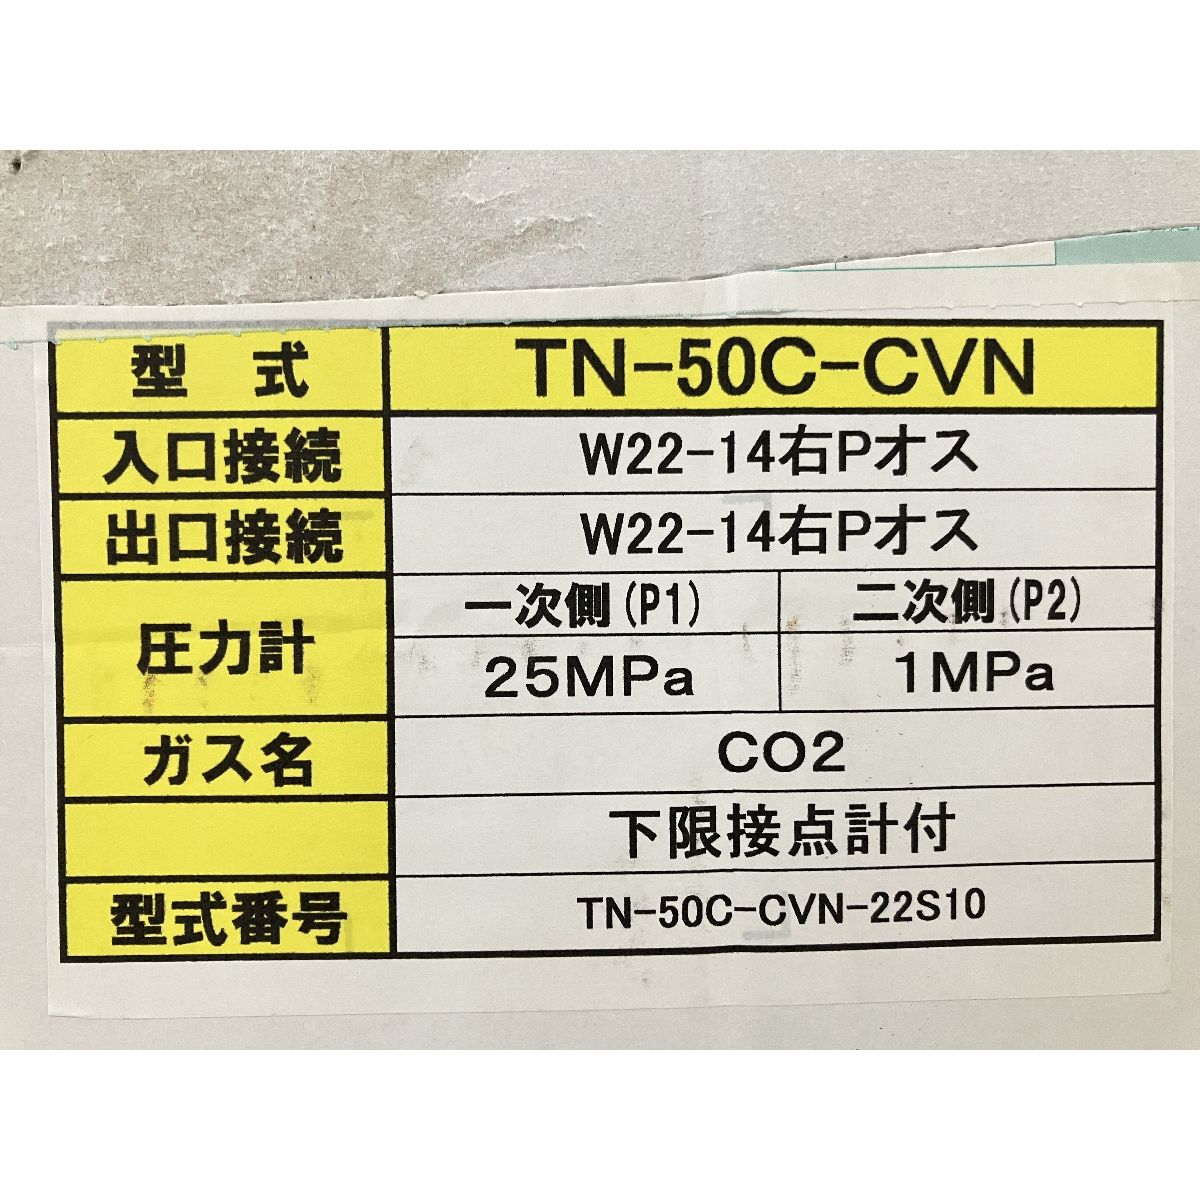 型 式 TN-50C-CVN
入口接続 W22-14右Pオス
出口接続 W22-14右Pオス
圧力計 一次側(P1) 二次側(P2)
25MPa 1MPa
ガス名 CO2
下限接点計付
型式番号 TN-50C-CVN-22S10